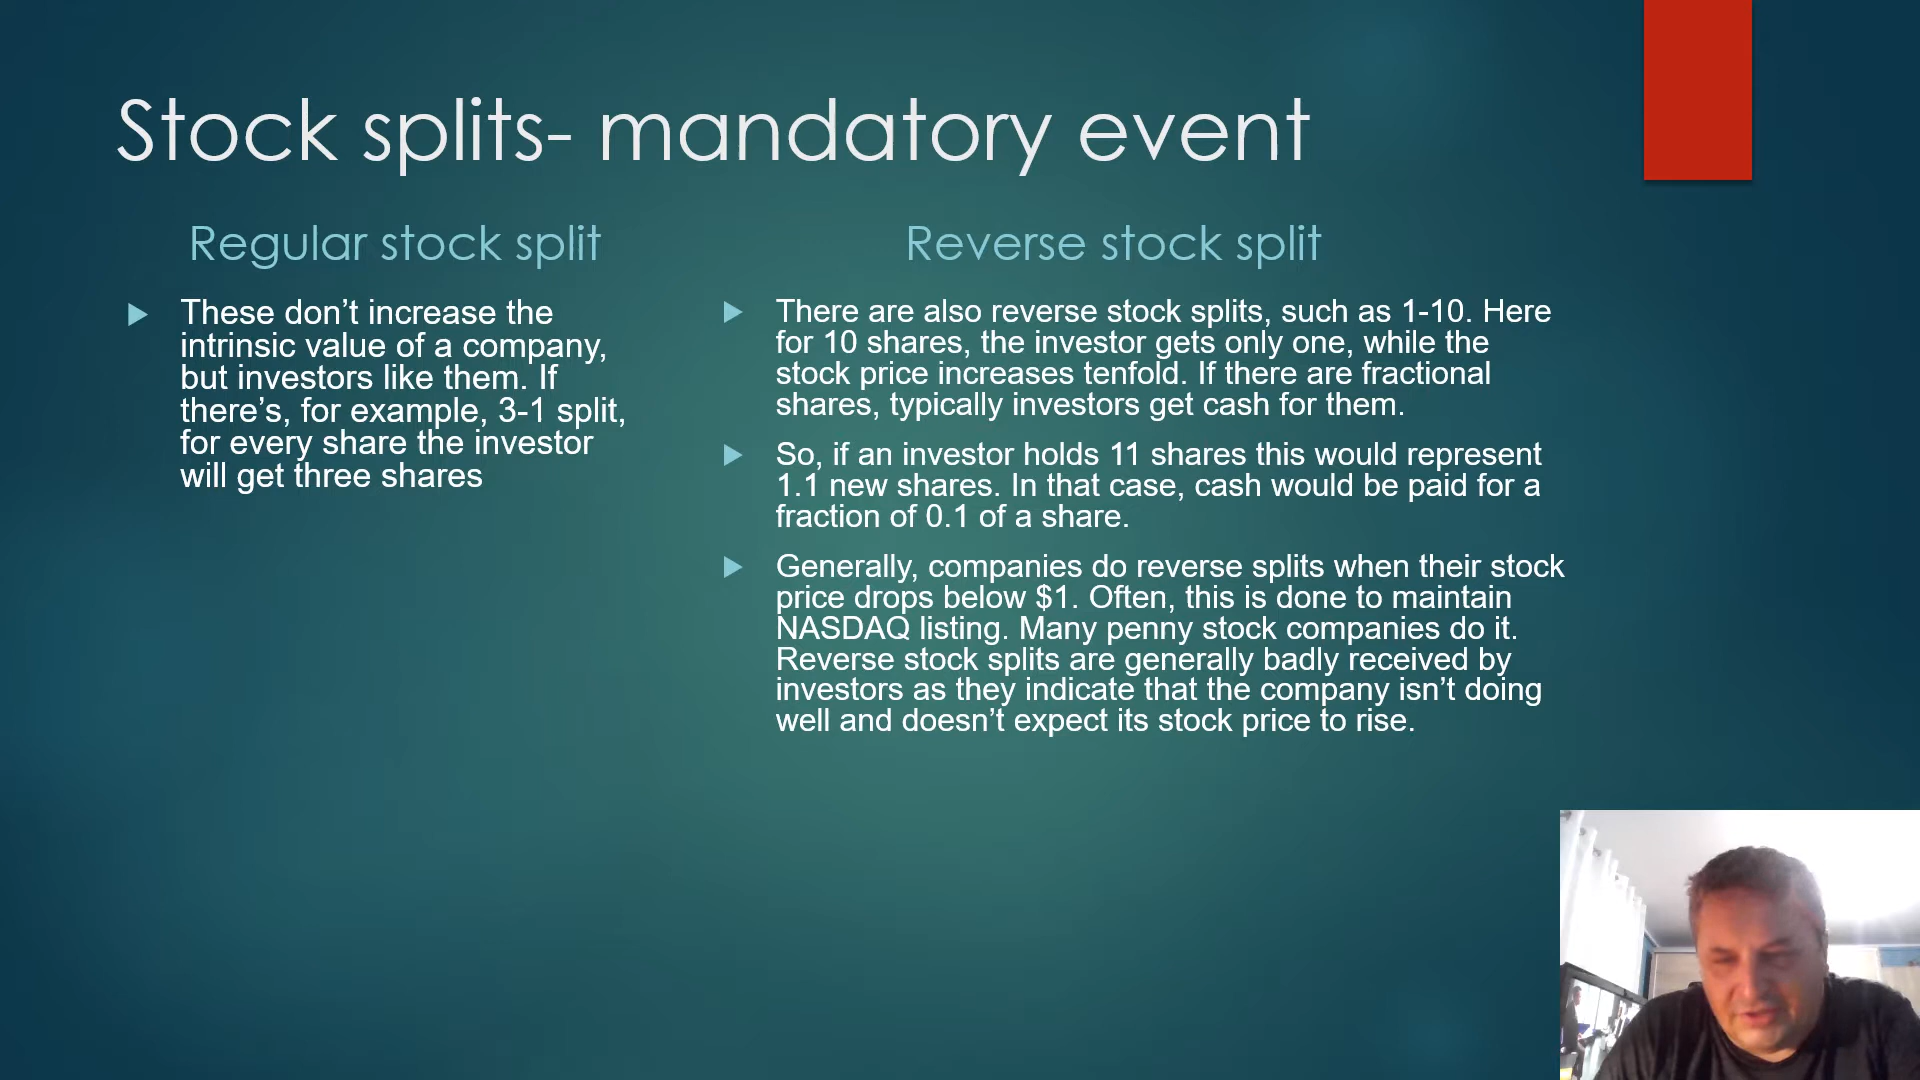 Stock splits- mandatory event
Regular stock split
These don’t increase the
intrinsic value of a company,
but investors like them. If
there’s, for example, 3-1 split,
for every share the investor
will get three shares
Reverse stock split
There are also reverse stock splits, such as 1-10. Here
for 10 shares, the investor gets only one, while the
stock price increases tenfold. If there are fractional
shares, typically investors get cash for them.
So, if an investor holds 11 shares this would represent
1.1 new shares. In that case, cash would be paid for a
fraction of 0.1 of a share.
Generally, companies do reverse splits when their stock
price drops below $1. Often, this is done to maintain
NASDAQ listing. Many penny stock companies do it.
Reverse stock splits are generally badly received by
investors as they indicate that the company isn’t doing
well and doesn’t expect its stock price to rise.